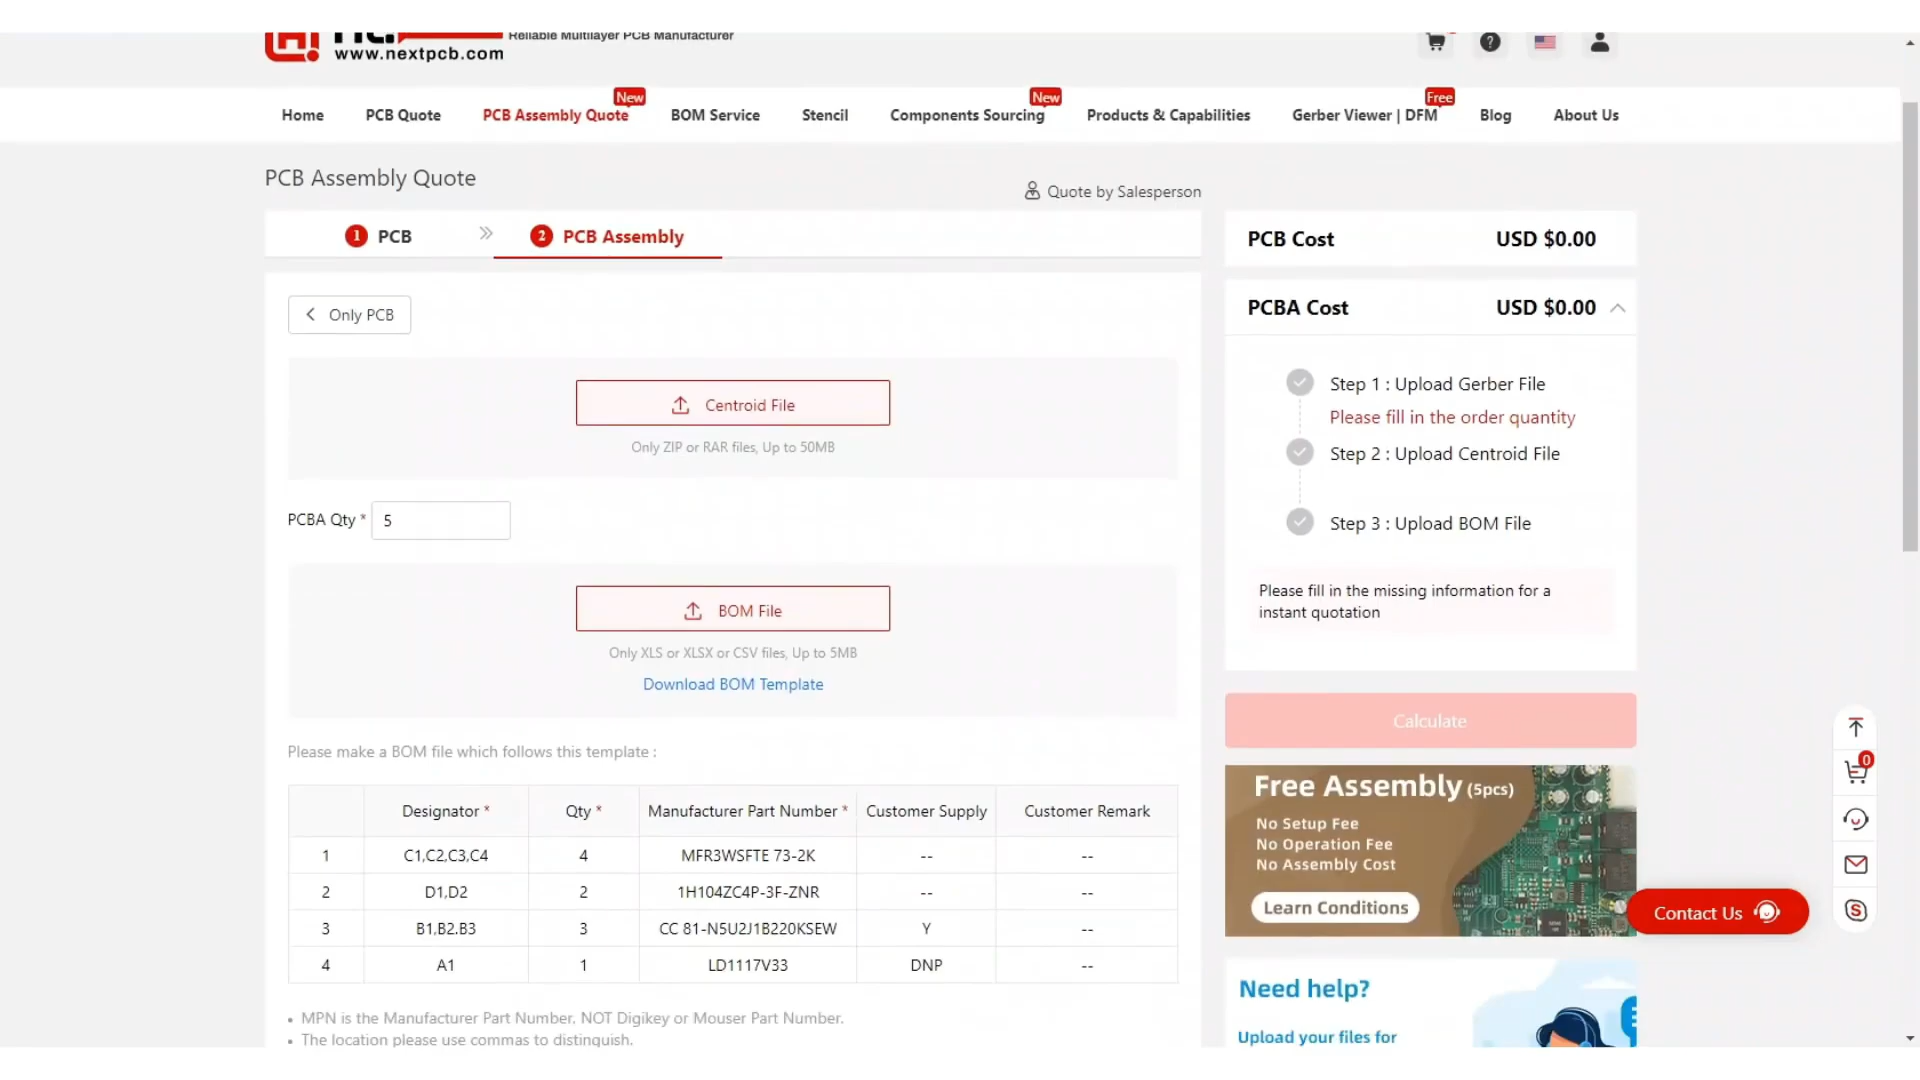 Reliable Multilayer PCB Manufacturer
www.nextpcb.com
New
New
Free
Home
PCB Quote
PCB Assembly Quote
BOM Service
Stencil
Components Sourcing
Products & Capabilities
Gerber Viewer | DFM
Blog
About Us
PCB Assembly Quote
Quote by Salesperson
1 PCB
2 PCB Assembly
Only PCB
Centroid File
Only ZIP or RAR files, Up to 50MB
PCBA Qty * 5
BOM File
Only XLS or XLSX or CSV files, Up to 5MB
Download BOM Template
Please make a BOM file which follows this template :
Designator * Qty * Manufacturer Part Number * Customer Supply Customer Remark
1 C1,C2,C3,C4 4 MFR3WSFTE 73-2K -- --
2 D1,D2 2 1H104ZC4P-3F-ZNR -- --
3 B1,B2.B3 3 CC 81-N5U2J1B220KSEW Y --
4 A1 1 LD1117V33 DNP --
• MPN is the Manufacturer Part Number. NOT Digikey or Mouser Part Number.
• The location please use commas to distinguish.
PCB Cost USD $0.00
PCBA Cost USD $0.00
Step 1 : Upload Gerber File
Please fill in the order quantity
Step 2 : Upload Centroid File
Step 3 : Upload BOM File
Please fill in the missing information for a
instant quotation
Calculate
Free Assembly (5pcs)
No Setup Fee
No Operation Fee
No Assembly Cost
Learn Conditions
Need help?
Upload your files for
0
Contact Us